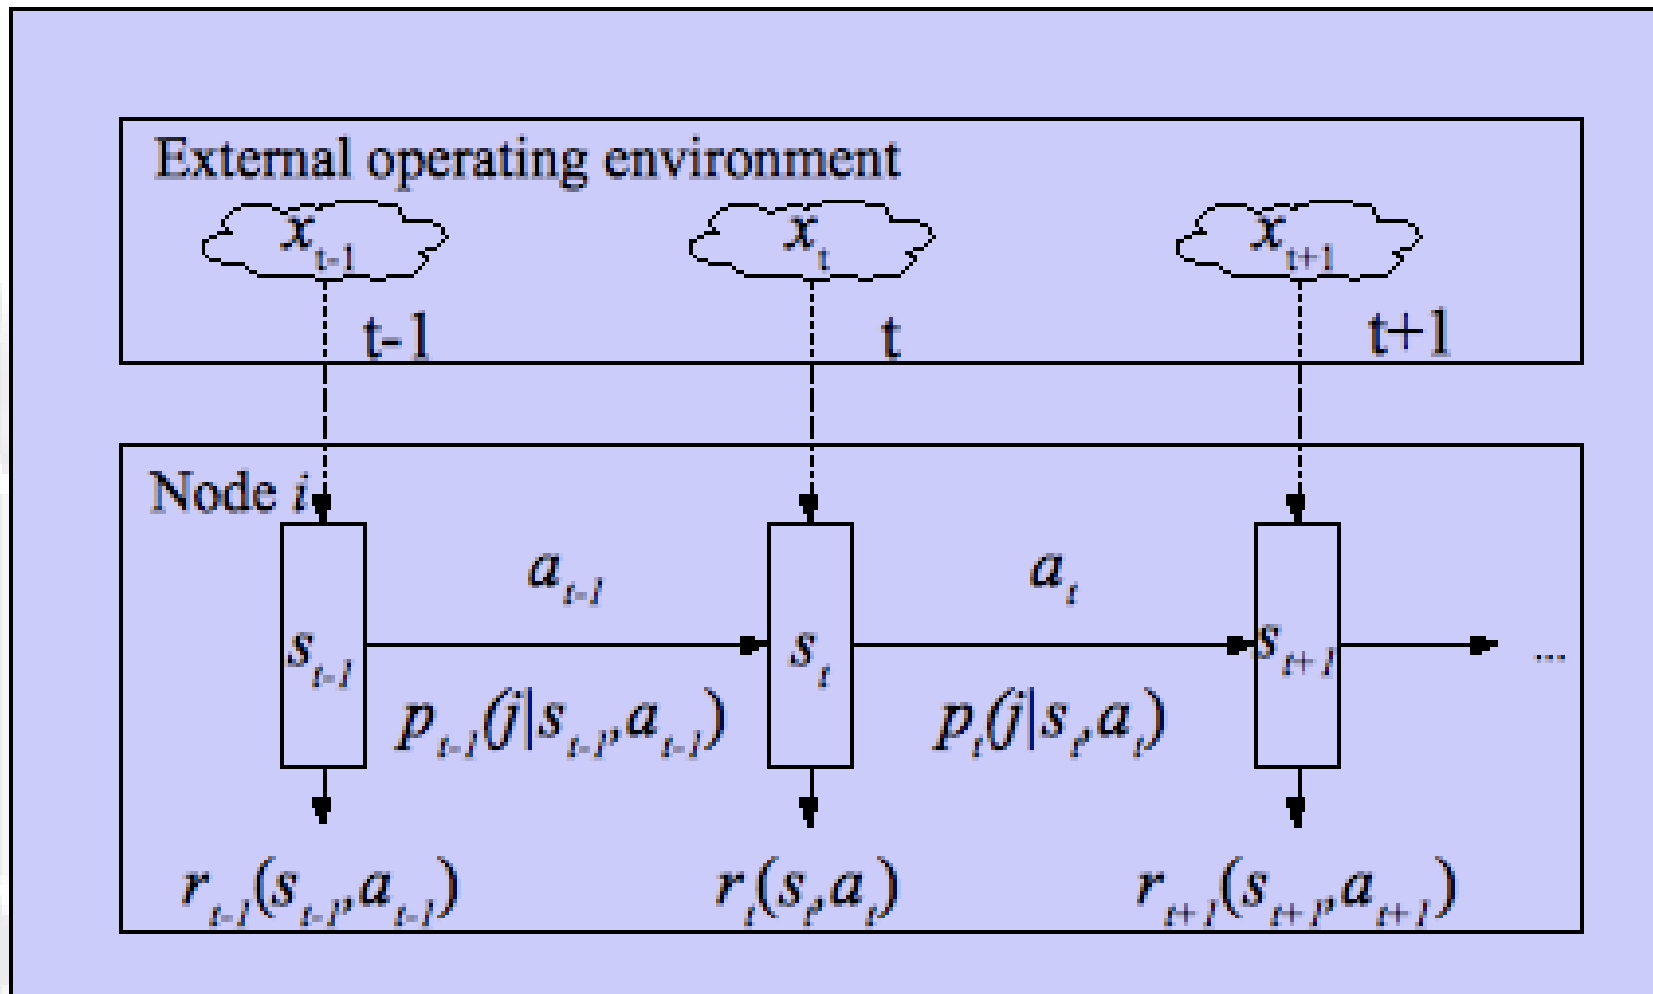 External operating environment
x_{t-1} x_t x_{t+1}
t-1 t t+1
Node i
a_{t-1} a_t
s_{t-1} s_t s_{t+1} ...
p_{t-1}(j|s_{t-1},a_{t-1}) p_t(j|s_t,a_t)
r_{t-1}(s_{t-1},a_{t-1}) r_t(s_t,a_t) r_{t+1}(s_{t+1},a_{t+1})